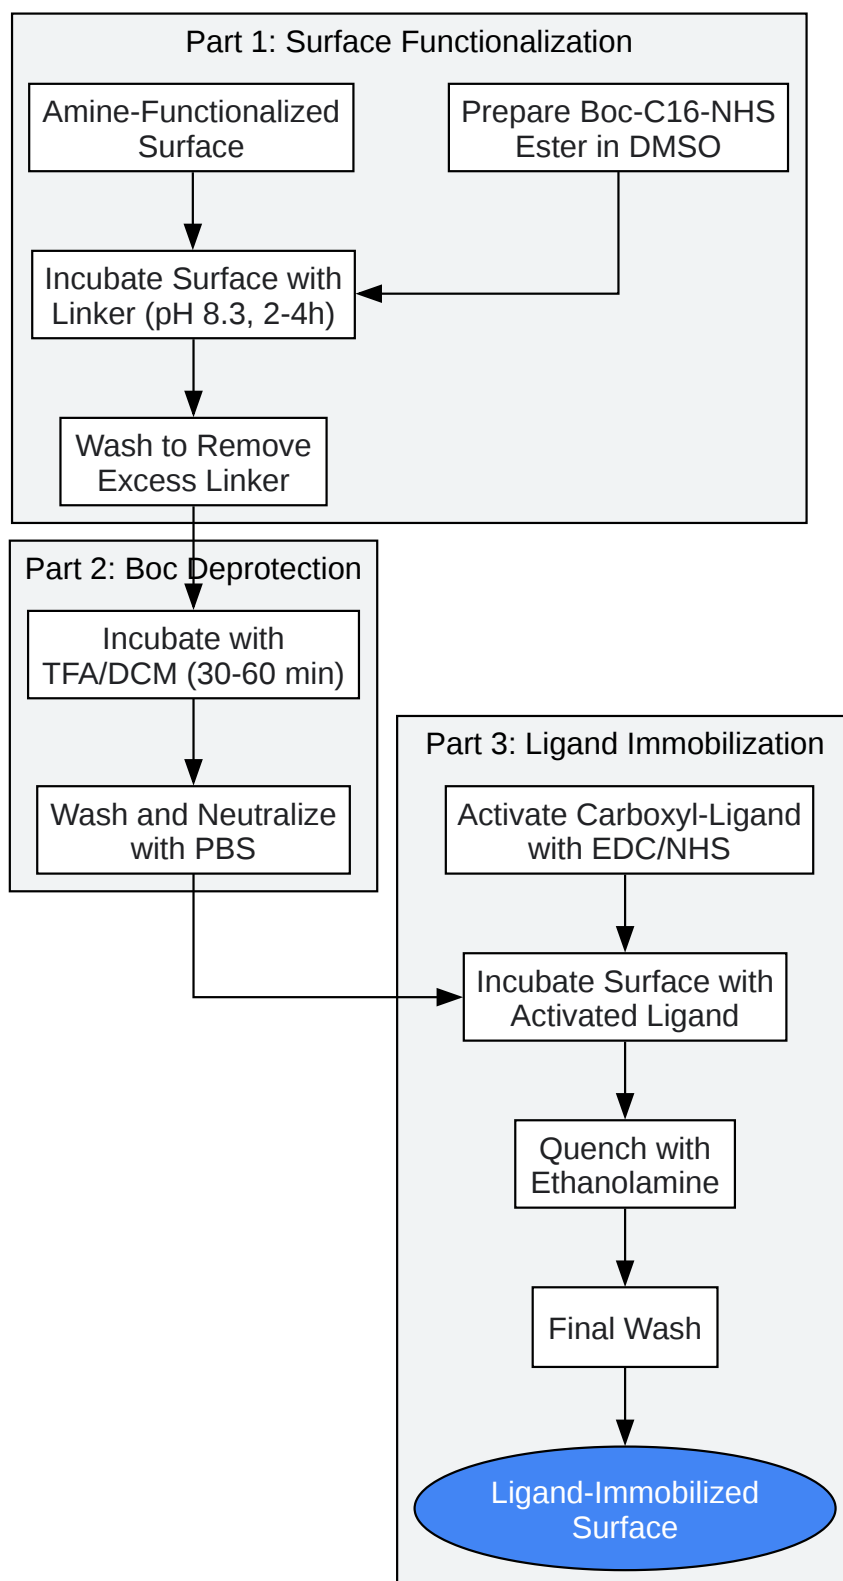 Part 1: Surface Functionalization
Amine-Functionalized
Surface
Prepare Boc-C16-NHS
Ester in DMSO
Incubate Surface with
Linker (pH 8.3, 2-4h)
Wash to Remove
Excess Linker
Part 2: Boc Deprotection
Incubate with
TFA/DCM (30-60 min)
Wash and Neutralize
with PBS
Part 3: Ligand Immobilization
Activate Carboxyl-Ligand
with EDC/NHS
Incubate Surface with
Activated Ligand
Quench with
Ethanolamine
Final Wash
Ligand-Immobilized
Surface